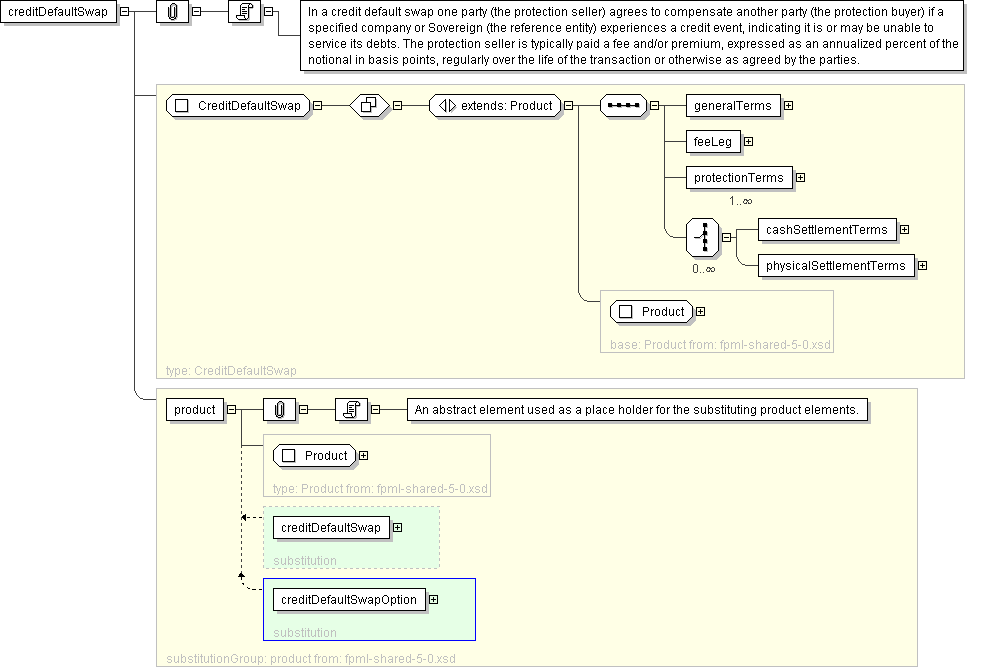 creditDefaultSwap
In a credit default swap one party (the protection seller) agrees to compensate another party (the protection buyer) if a
specified company or Sovereign (the reference entity) experiences a credit event, indicating it is or may be unable to
service its debts. The protection seller is typically paid a fee and/or premium, expressed as an annualized percent of the
notional in basis points, regularly over the life of the transaction or otherwise as agreed by the parties.
CreditDefaultSwap
extends: Product
generalTerms
feeLeg
protectionTerms
1..∞
cashSettlementTerms
0..∞
physicalSettlementTerms
Product
base: Product from: fpml-shared-5-0.xsd
type: CreditDefaultSwap
product
An abstract element used as a place holder for the substituting product elements.
Product
type: Product from: fpml-shared-5-0.xsd
creditDefaultSwap
substitution
creditDefaultSwapOption
substitution
substitutionGroup: product from: fpml-shared-5-0.xsd